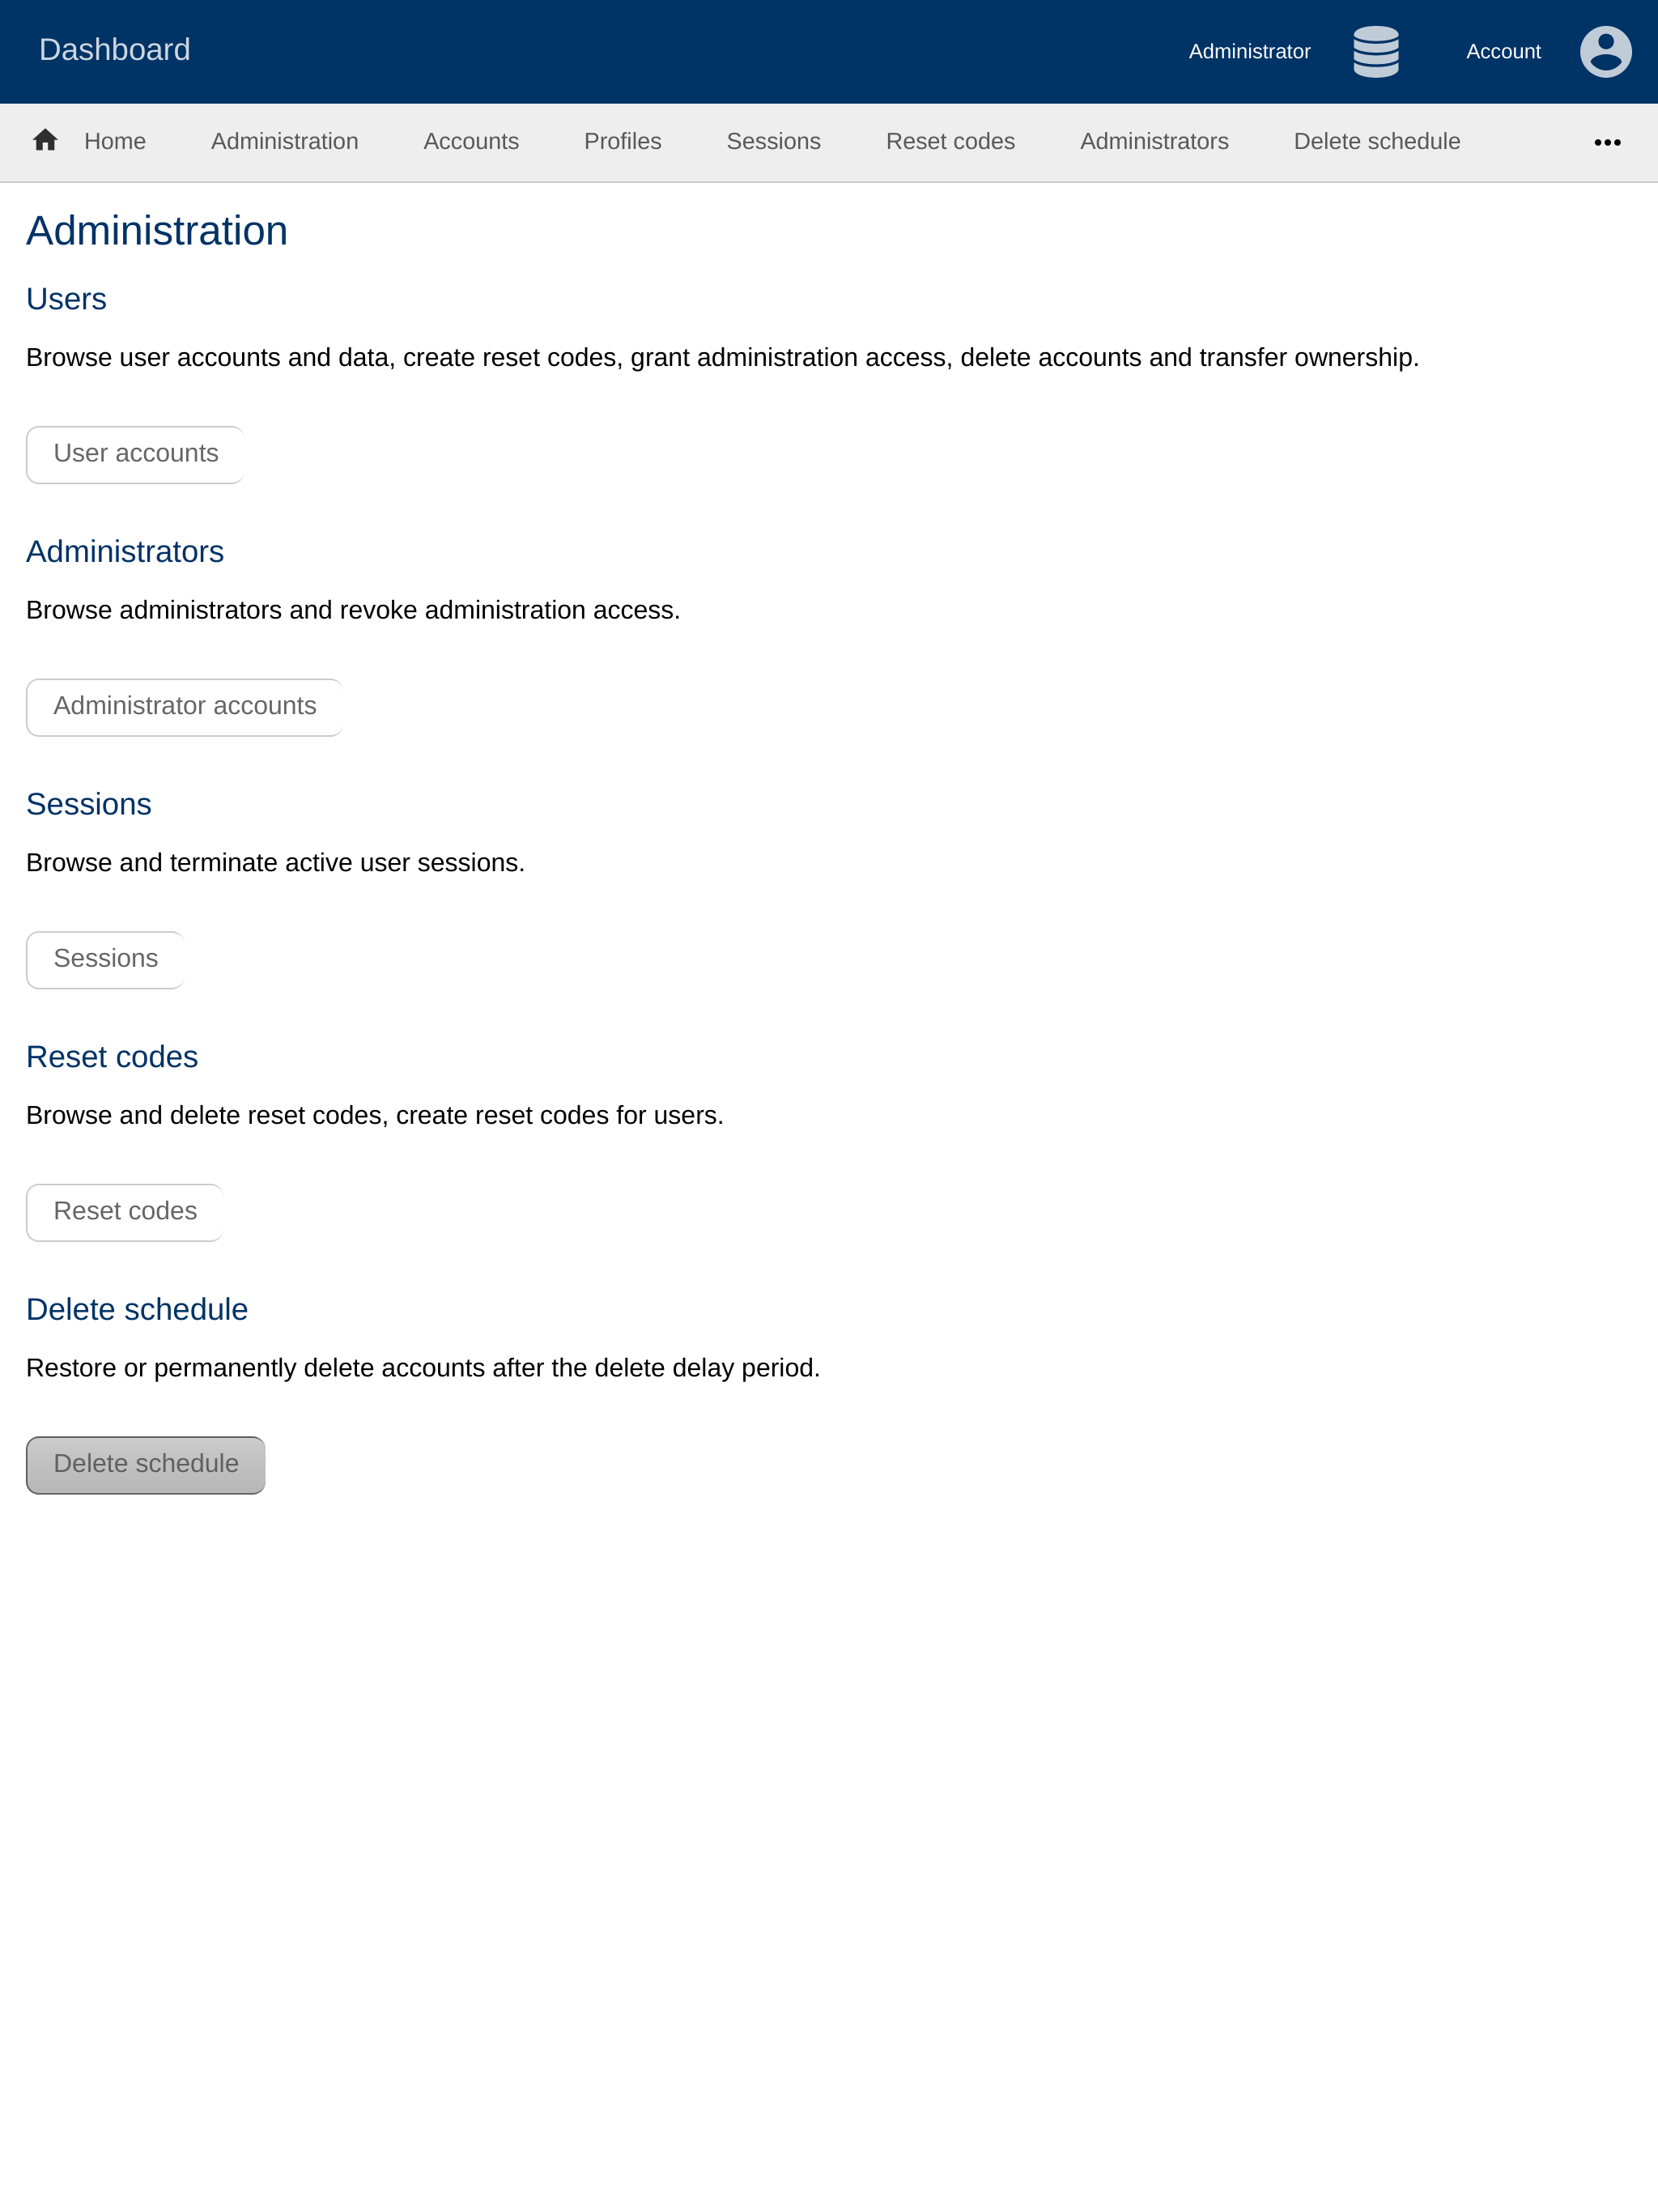 Dashboard
Administrator
Account
Home
Administration
Accounts
Profiles
Sessions
Reset codes
Administrators
Delete schedule
Administration
Users
Browse user accounts and data, create reset codes, grant administration access, delete accounts and transfer ownership.
User accounts
Administrators
Browse administrators and revoke administration access.
Administrator accounts
Sessions
Browse and terminate active user sessions.
Sessions
Reset codes
Browse and delete reset codes, create reset codes for users.
Reset codes
Delete schedule
Restore or permanently delete accounts after the delete delay period.
Delete schedule